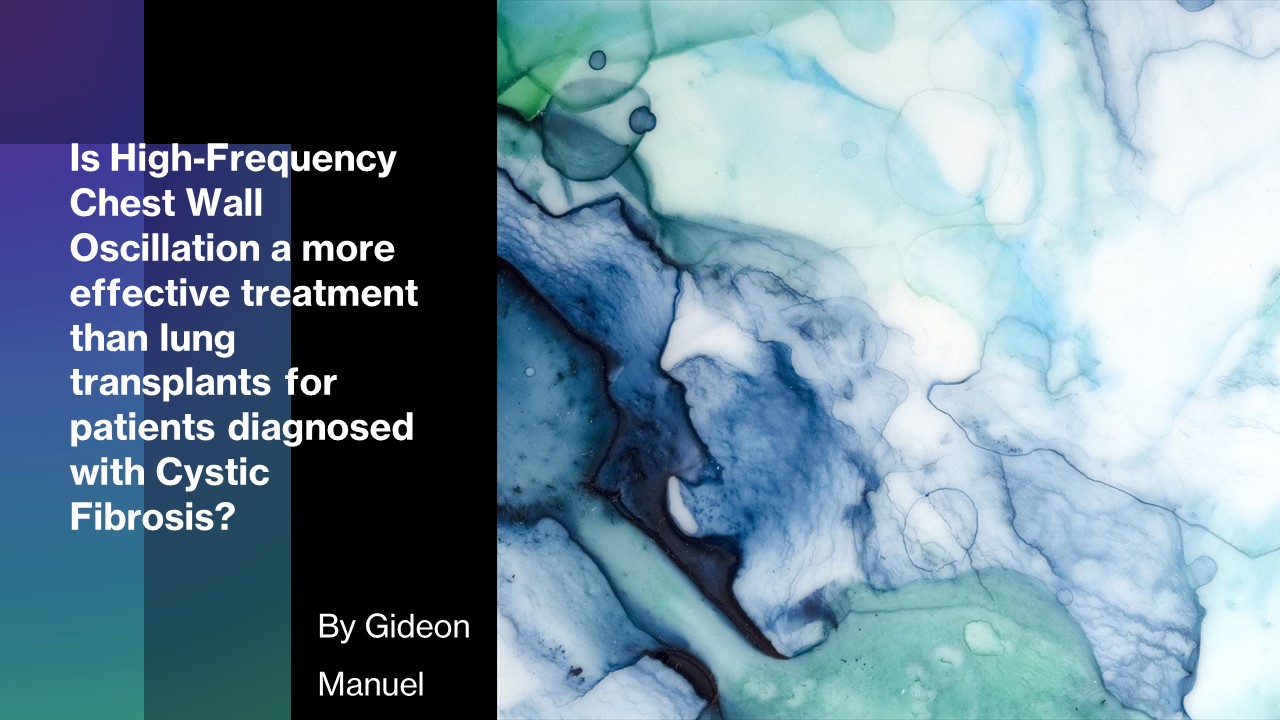 Is High-Frequency
Chest Wall
Oscillation a more
effective treatment
than lung
transplants for
patients diagnosed
with Cystic
Fibrosis?
By Gideon
Manuel